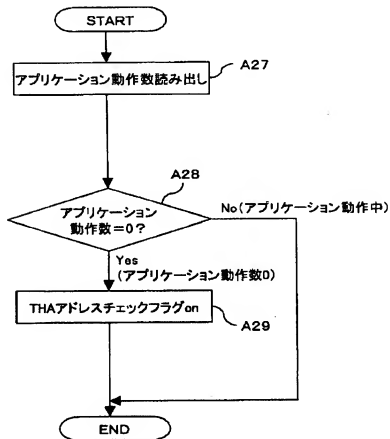 START
アプリケーション動作数読み出し
A27
A28
アプリケーション
動作数=0?
No(アプリケーション動作中)
Yes
(アプリケーション動作数0)
THAアドレスチェックフラグon
A29
END